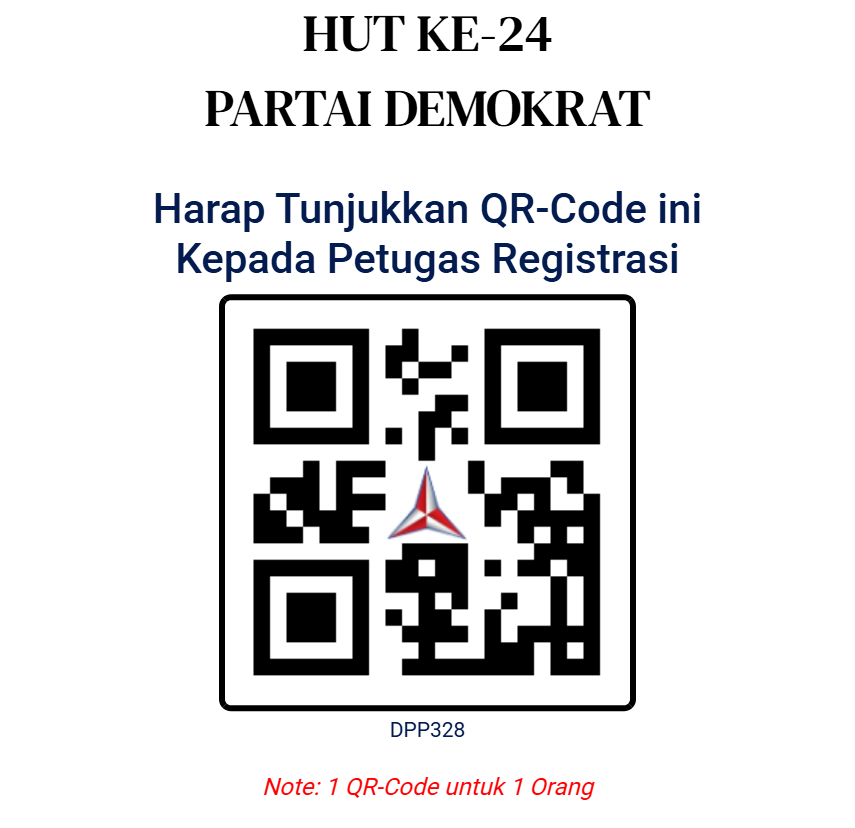 HUT KE-24
PARTAI DEMOKRAT
Harap Tunjukkan QR-Code ini
Kepada Petugas Registrasi
DPP328
Note: 1 QR-Code untuk 1 Orang